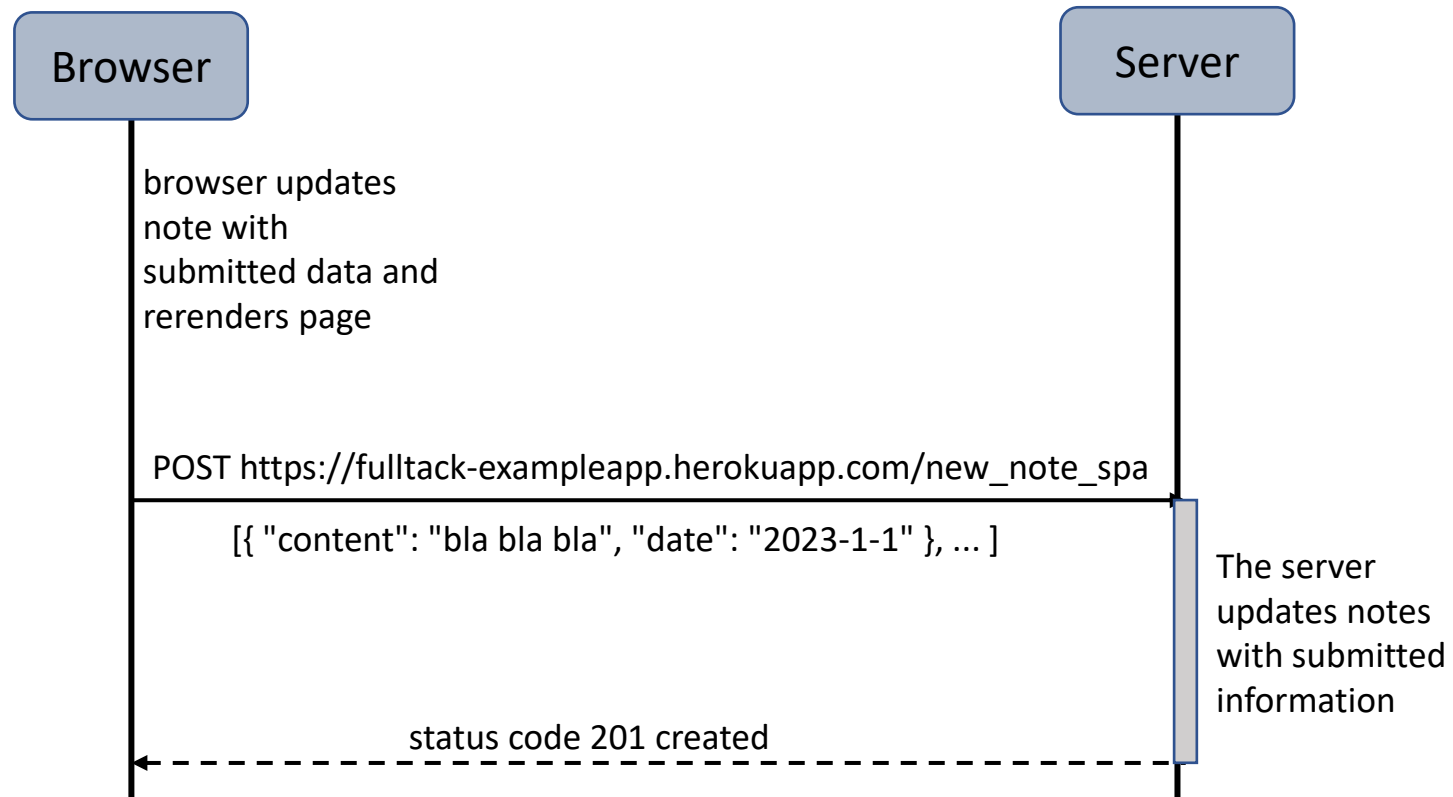 Browser
Server
browser updates
note with
submitted data and
rerenders page
POST https://fulltack-exampleapp.herokuapp.com/new_note_spa
[{ "content": "bla bla bla", "date": "2023-1-1" }, ... ]
The server
updates notes
with submitted
information
status code 201 created